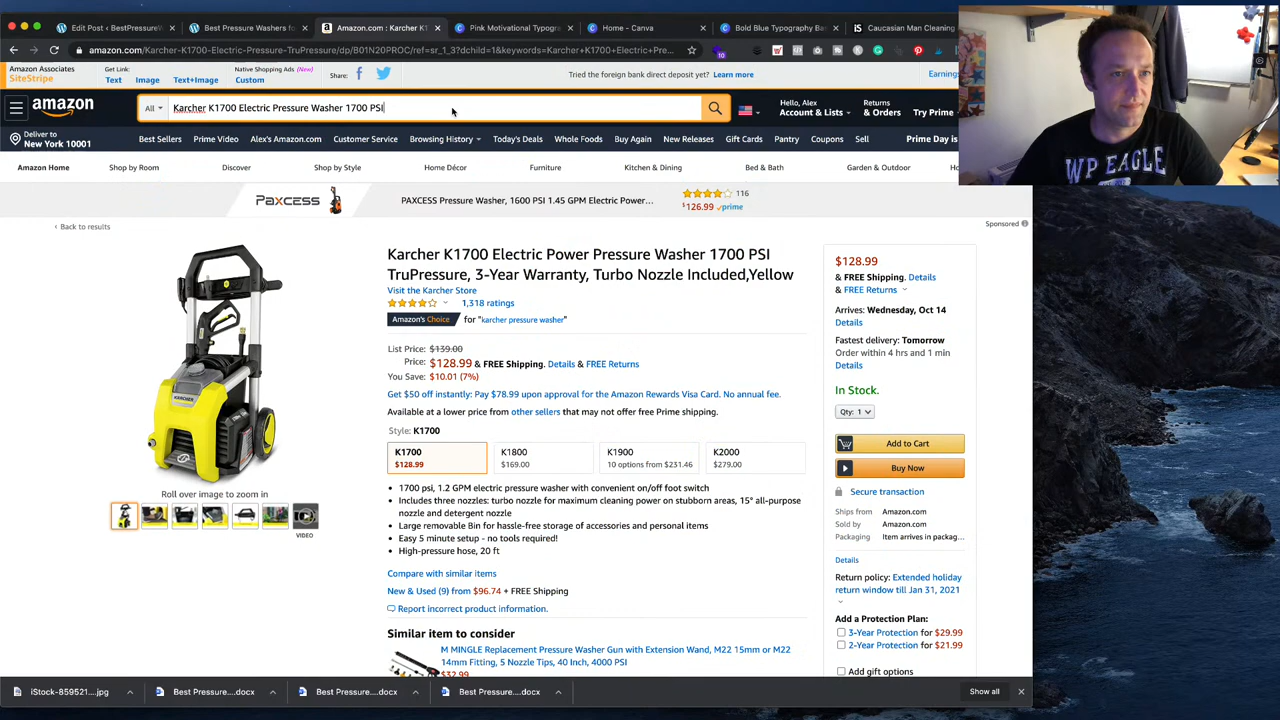 Edit Post ‹ BestPressureW
Best Pressure Washers for
Amazon.com : Karcher K1
Pink Motivational Typogr
Home - Canva
Bold Blue Typography Ba
Caucasian Man Cleaning
amazon.com/Karcher-K1700-Electric-Pressure-TruPressure/dp/B01N20PROC/ref=sr_1_3?dchild=1&keywords=Karcher+K1700+Electric+Pre...
Amazon Associates
SiteStripe
Get Link:
Text
Image
Text+Image
Native Shopping Ads (New)
Custom
Share:
Tried the foreign bank direct deposit yet? Learn more
Earning
amazon
All
Karcher K1700 Electric Pressure Washer 1700 PSI
Hello, Alex
Account & Lists
Returns
& Orders
Try Prime
Deliver to
New York 10001
Best Sellers
Prime Video
Alex's Amazon.com
Customer Service
Browsing History
Today's Deals
Whole Foods
Buy Again
New Releases
Gift Cards
Pantry
Coupons
Sell
Prime Day is
Amazon Home
Shop by Room
Discover
Shop by Style
Home Décor
Furniture
Kitchen & Dining
Bed & Bath
Garden & Outdoor
WP EAGLE
PAXCESS
PAXCESS Pressure Washer, 1600 PSI 1.45 GPM Electric Power...
116
$126.99 prime
Sponsored
‹ Back to results
Karcher K1700 Electric Power Pressure Washer 1700 PSI
TruPressure, 3-Year Warranty, Turbo Nozzle Included,Yellow
Visit the Karcher Store
1,318 ratings
Amazon's Choice for "karcher pressure washer"
List Price: $139.00
Price: $128.99 & FREE Shipping. Details & FREE Returns
You Save: $10.01 (7%)
Get $50 off instantly: Pay $78.99 upon approval for the Amazon Rewards Visa Card. No annual fee.
Available at a lower price from other sellers that may not offer free Prime shipping.
Style: K1700
K1700
$128.99
K1800
$169.00
K1900
10 options from $231.46
K2000
$279.00
• 1700 psi, 1.2 GPM electric pressure washer with convenient on/off foot switch
• Includes three nozzles: turbo nozzle for maximum cleaning power on stubborn areas, 15° all-purpose
nozzle and detergent nozzle
• Large removable Bin for hassle-free storage of accessories and personal items
• Easy 5 minute setup - no tools required!
• High-pressure hose, 20 ft
Compare with similar items
New & Used (9) from $96.74 + FREE Shipping
Report incorrect product information.
Similar item to consider
M MINGLE Replacement Pressure Washer Gun with Extension Wand, M22 15mm or M22
14mm Fitting, 5 Nozzle Tips, 40 Inch, 4000 PSI
$32.99
Roll over image to zoom in
VIDEO
$128.99
& FREE Shipping. Details
& FREE Returns
Arrives: Wednesday, Oct 14
Details
Fastest delivery: Tomorrow
Order within 4 hrs and 1 min
Details
In Stock.
Qty: 1
Add to Cart
Buy Now
Secure transaction
Ships from Amazon.com
Sold by Amazon.com
Packaging Item arrives in packag...
Details
Return policy: Extended holiday
return window till Jan 31, 2021
Add a Protection Plan:
3-Year Protection for $29.99
2-Year Protection for $21.99
Add gift options
iStock-859521....jpg
Best Pressure....docx
Best Pressure....docx
Best Pressure....docx
Show all